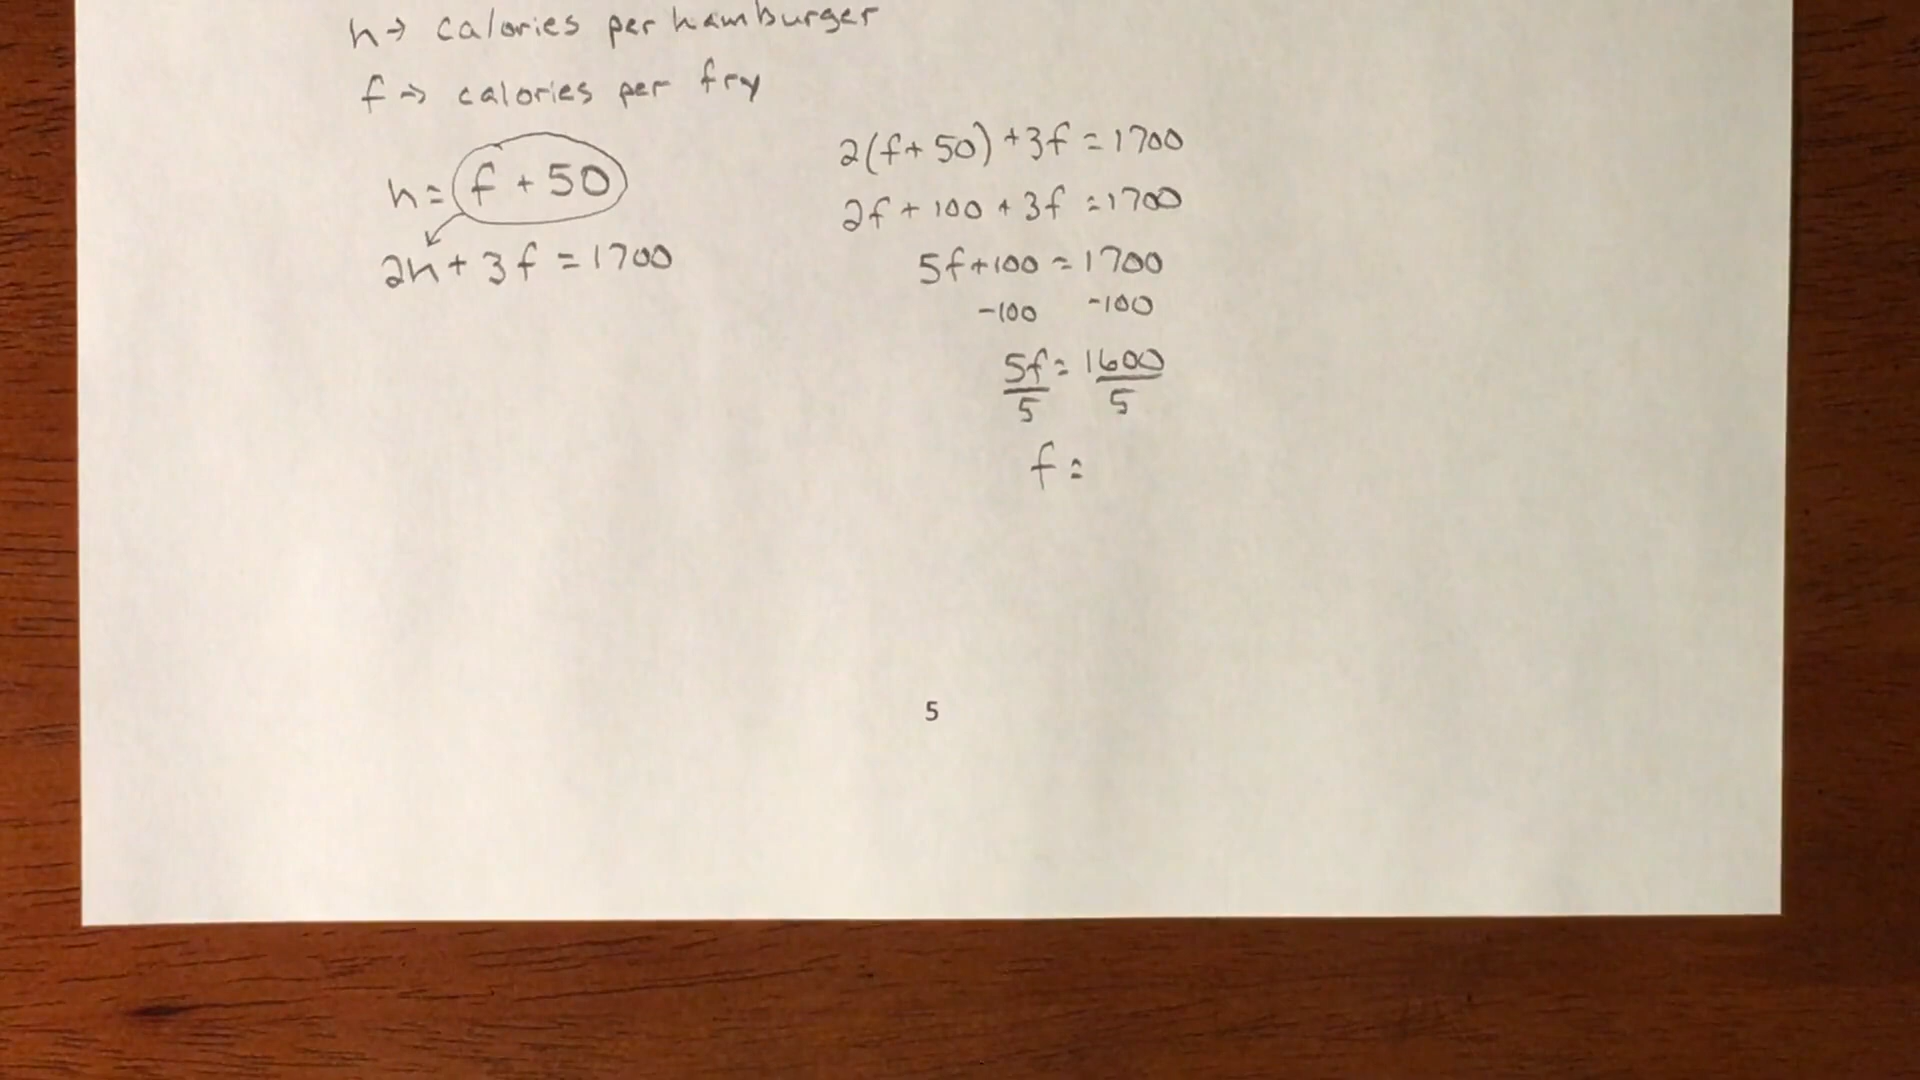 h → calories per hamburger
f → calories per fry
h = f + 50
2h + 3f = 1700
2(f + 50) + 3f = 1700
2f + 100 + 3f = 1700
5f + 100 = 1700
-100 -100
5f = 1600
5 5
f =
5